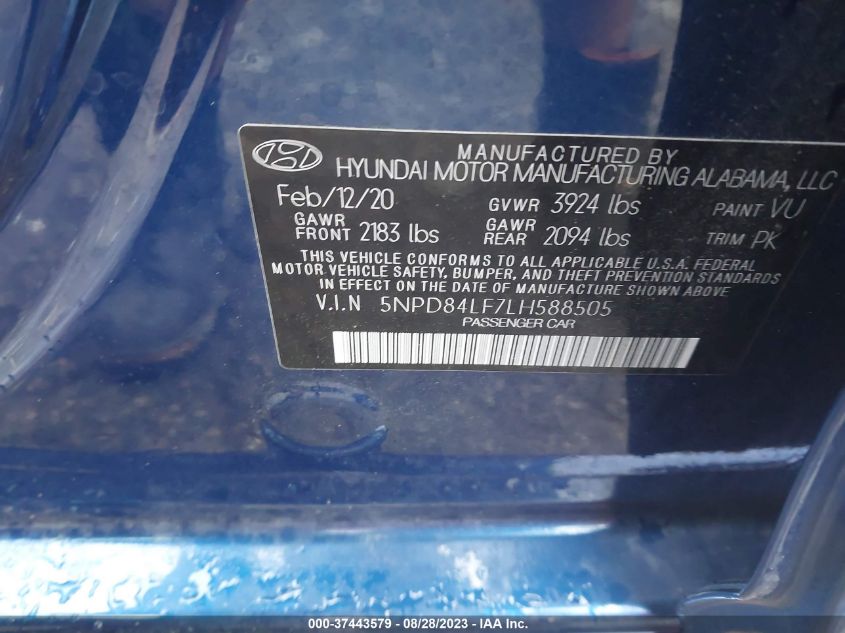 MANUFACTURED BY
HYUNDAI MOTOR MANUFACTURING ALABAMA, LLC
Feb/12/20 GVWR 3924 lbs PAINT VU
GAWR FRONT 2183 lbs GAWR REAR 2094 lbs TRIM PK
THIS VEHICLE CONFORMS TO ALL APPLICABLE U.S.A. FEDERAL
MOTOR VEHICLE SAFETY, BUMPER, AND THEFT PREVENTION STANDARDS
IN EFFECT ON THE DATE OF MANUFACTURE SHOWN ABOVE
V.I.N 5NPD84LF7LH588505
PASSENGER CAR
000-37443579 - 08/28/2023 - IAA Inc.